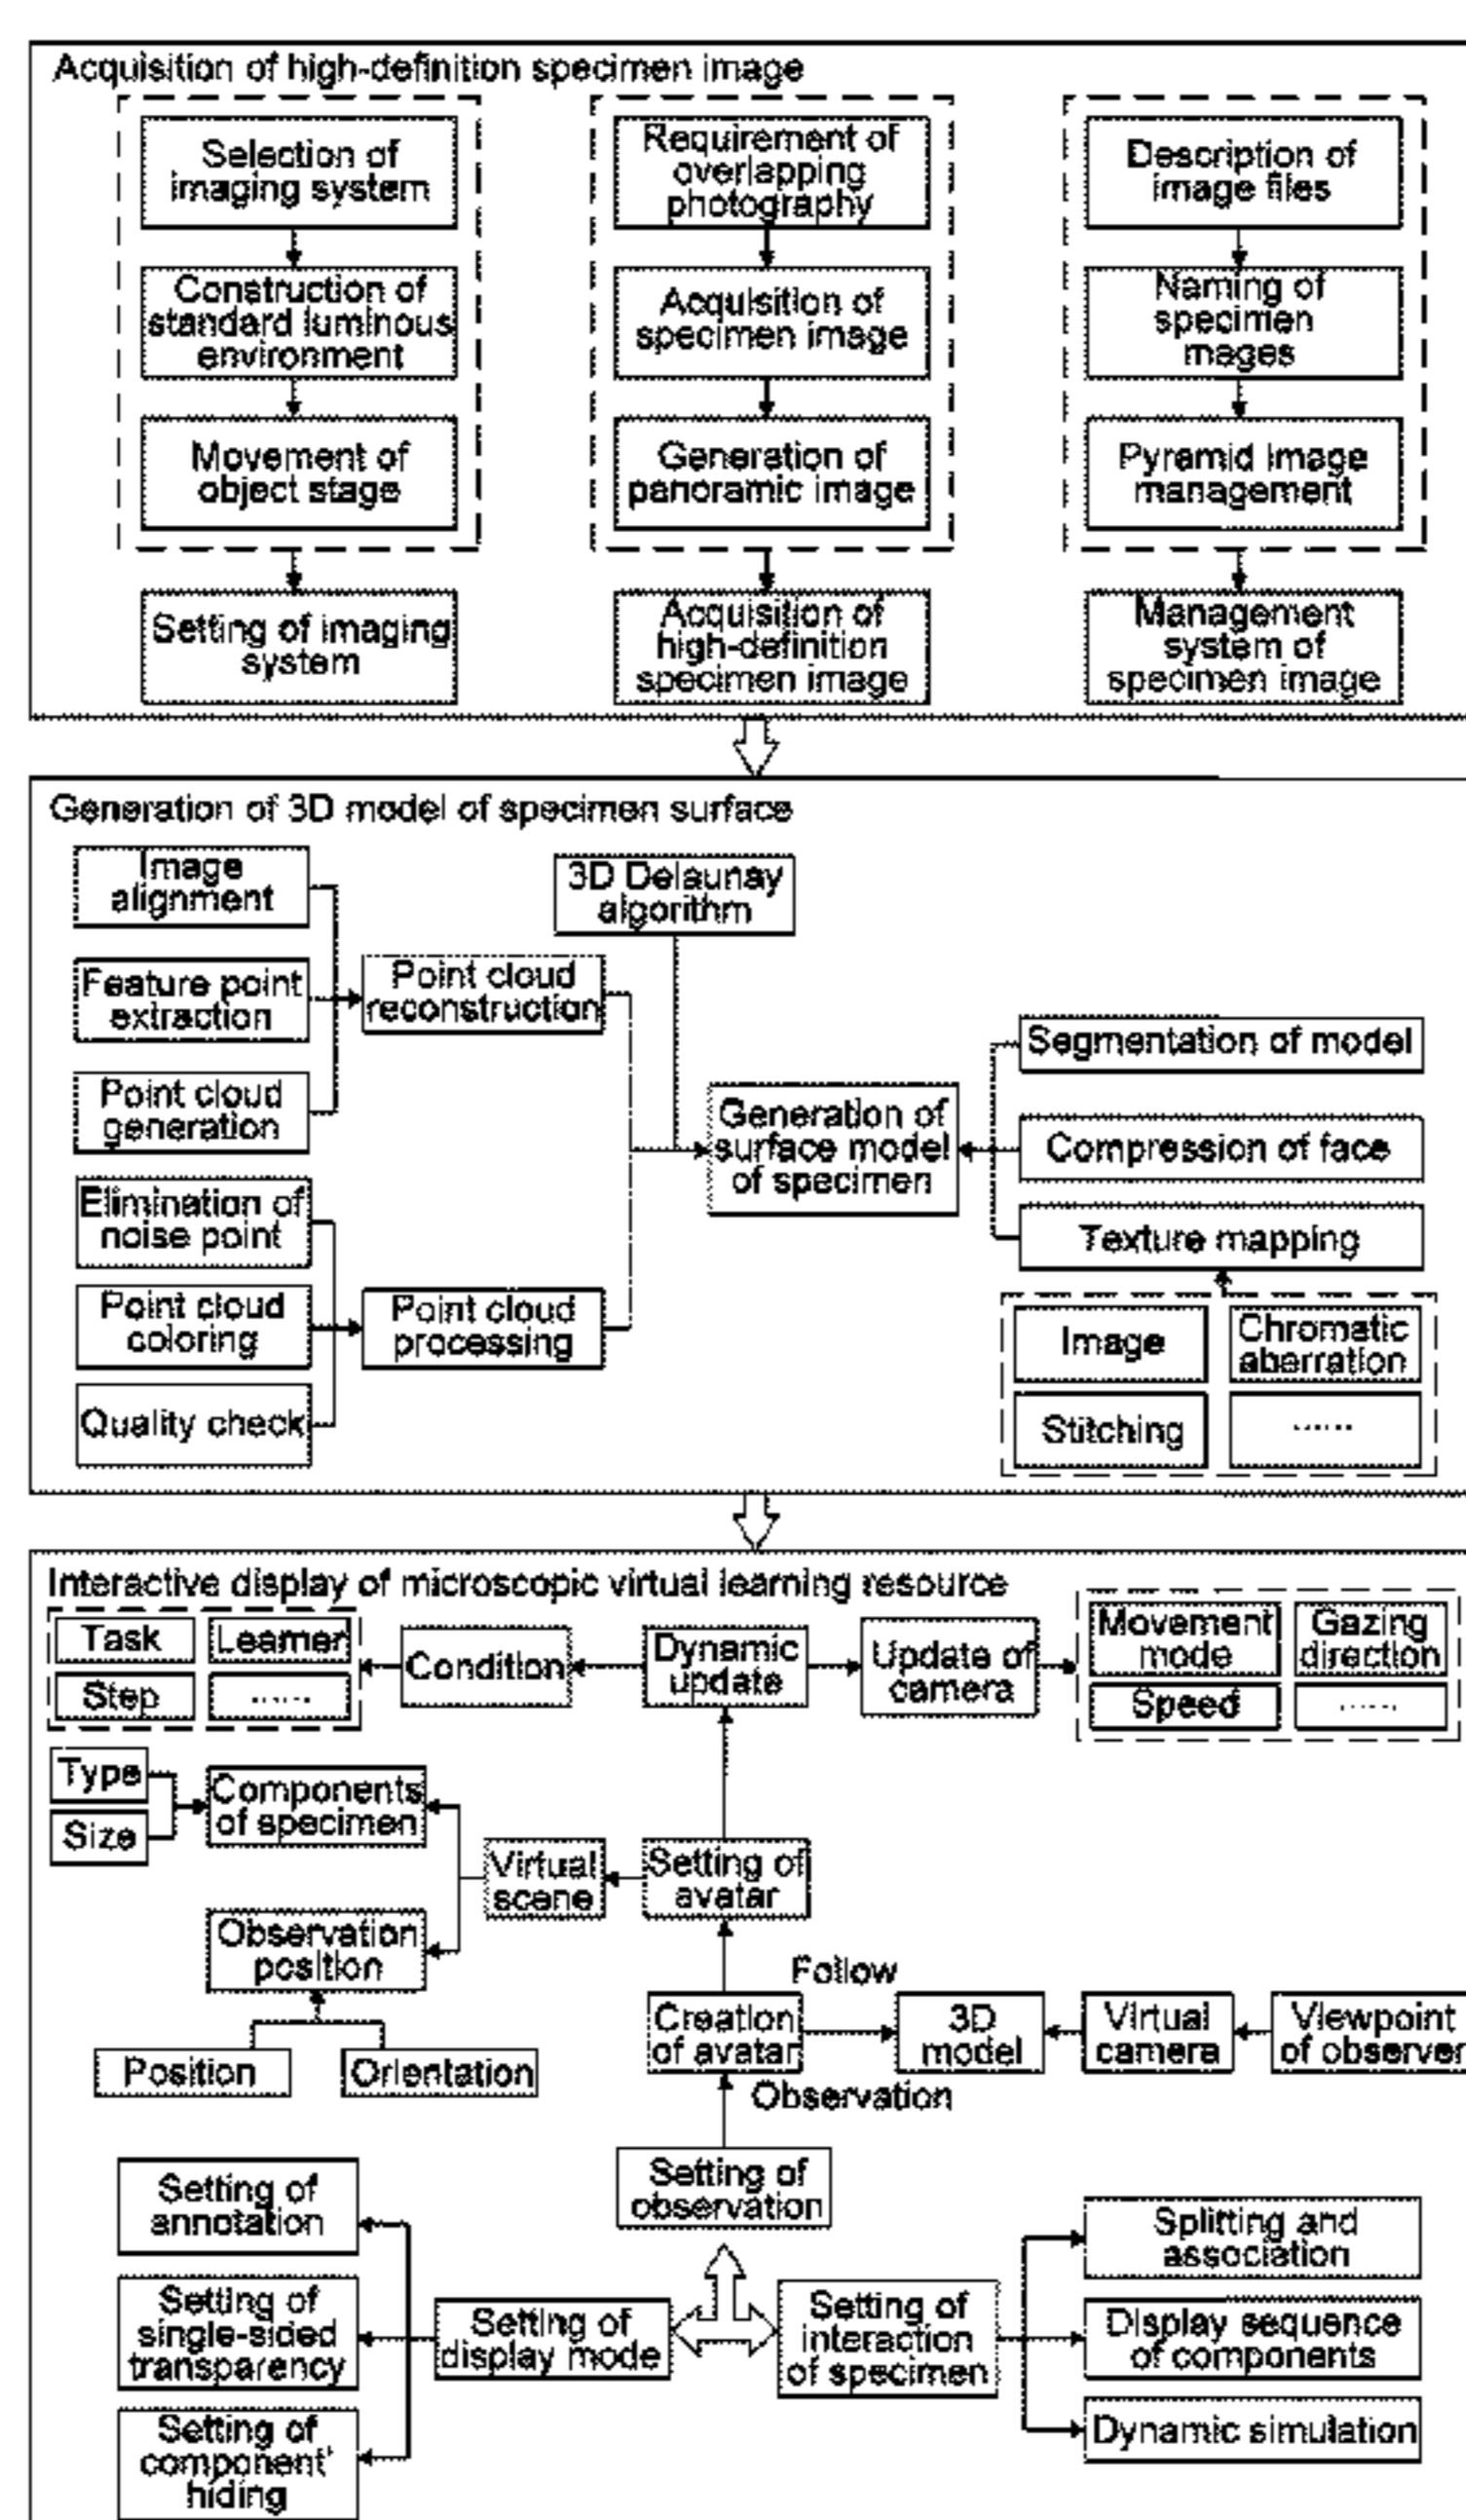 Acquisition of high-definition specimen image
Selection of
imaging system
Construction of
standard luminous
environment
Movement of
object stage
Setting of imaging
system
Requirement of
overlapping
photography
Acquisition of
specimen image
Generation of
panoramic image
Acquisition of
high-definition
specimen image
Description of
image files
Naming of
specimen
mages
Pyramid image
management
Management
system of
specimen image
Generation of 3D model of specimen surface
Image
alignment
Feature point
extraction
Point cloud
generation
Elimination of
noise point
Point cloud
coloring
Quality check
Point cloud
reconstruction
Point cloud
processing
3D Delaunay
algorithm
Generation of
surface model
of specimen
Segmentation of model
Compression of face
Texture mapping
Image
Chromatic
aberration
Stitching
......
Interactive display of microscopic virtual learning resource
Task
Learner
Step
......
Condition
Dynamic
update
Update of
camera
Movement
mode
Gazing
direction
Speed
......
Type
Size
Components
of specimen
Virtual
scene
Setting of
avatar
Observation
position
Position
Orientation
Follow
Creation
of avatar
3D
model
Virtual
camera
Viewpoint
of observer
Observation
Setting of
observation
Setting of
annotation
Setting of
single-sided
transparency
Setting of
component'
hiding
Setting of
display mode
Setting of
interaction
of specimen
Splitting and
association
Display sequence
of components
Dynamic simulation